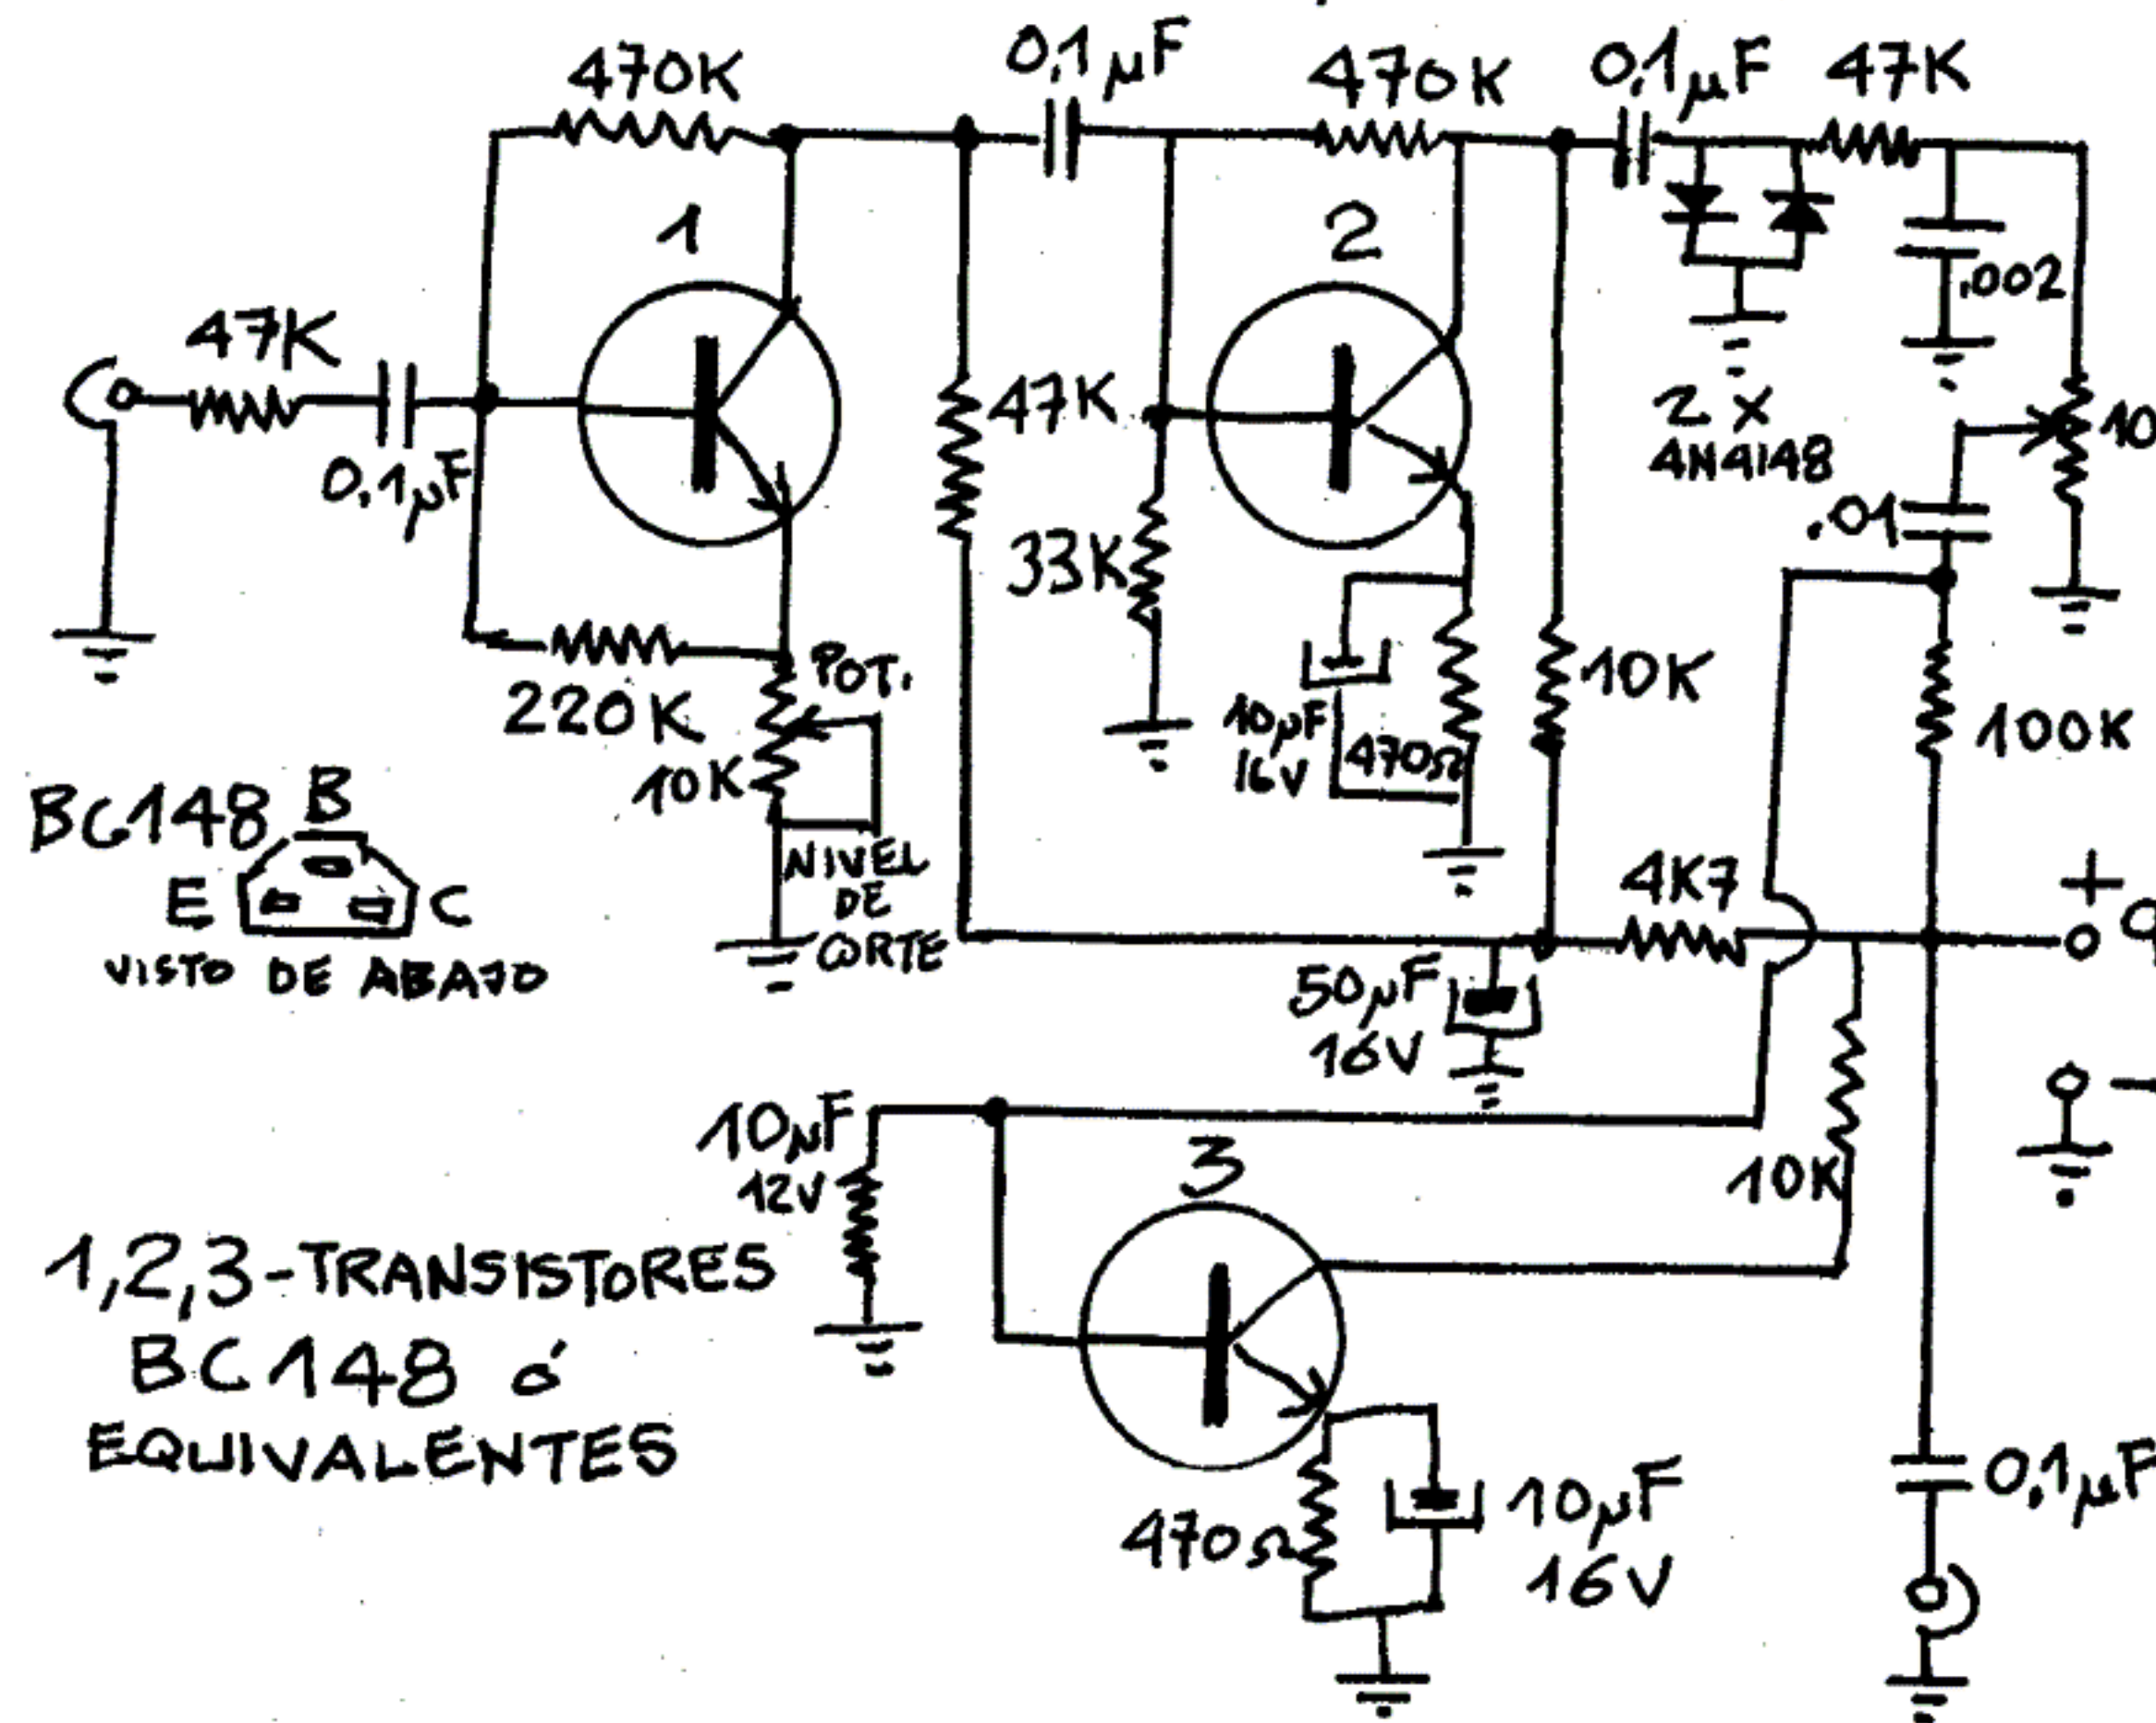 470K
0,1µF
470K
0,1µF
47K
1
2
47K
0,1µF
47K
33K
.002
2 X
4N4148
10
.01
220K
POT.
10K
NIVEL
DE
CORTE
10µF
16V
470Ω
10K
100K
BC148
B
E
C
VISTO DE ABAJO
4K7
+
9
50µF
16V
-
10µF
12V
3
10K
1,2,3-TRANSISTORES
BC148 ó
EQUIVALENTES
470Ω
10µF
16V
0,1µF